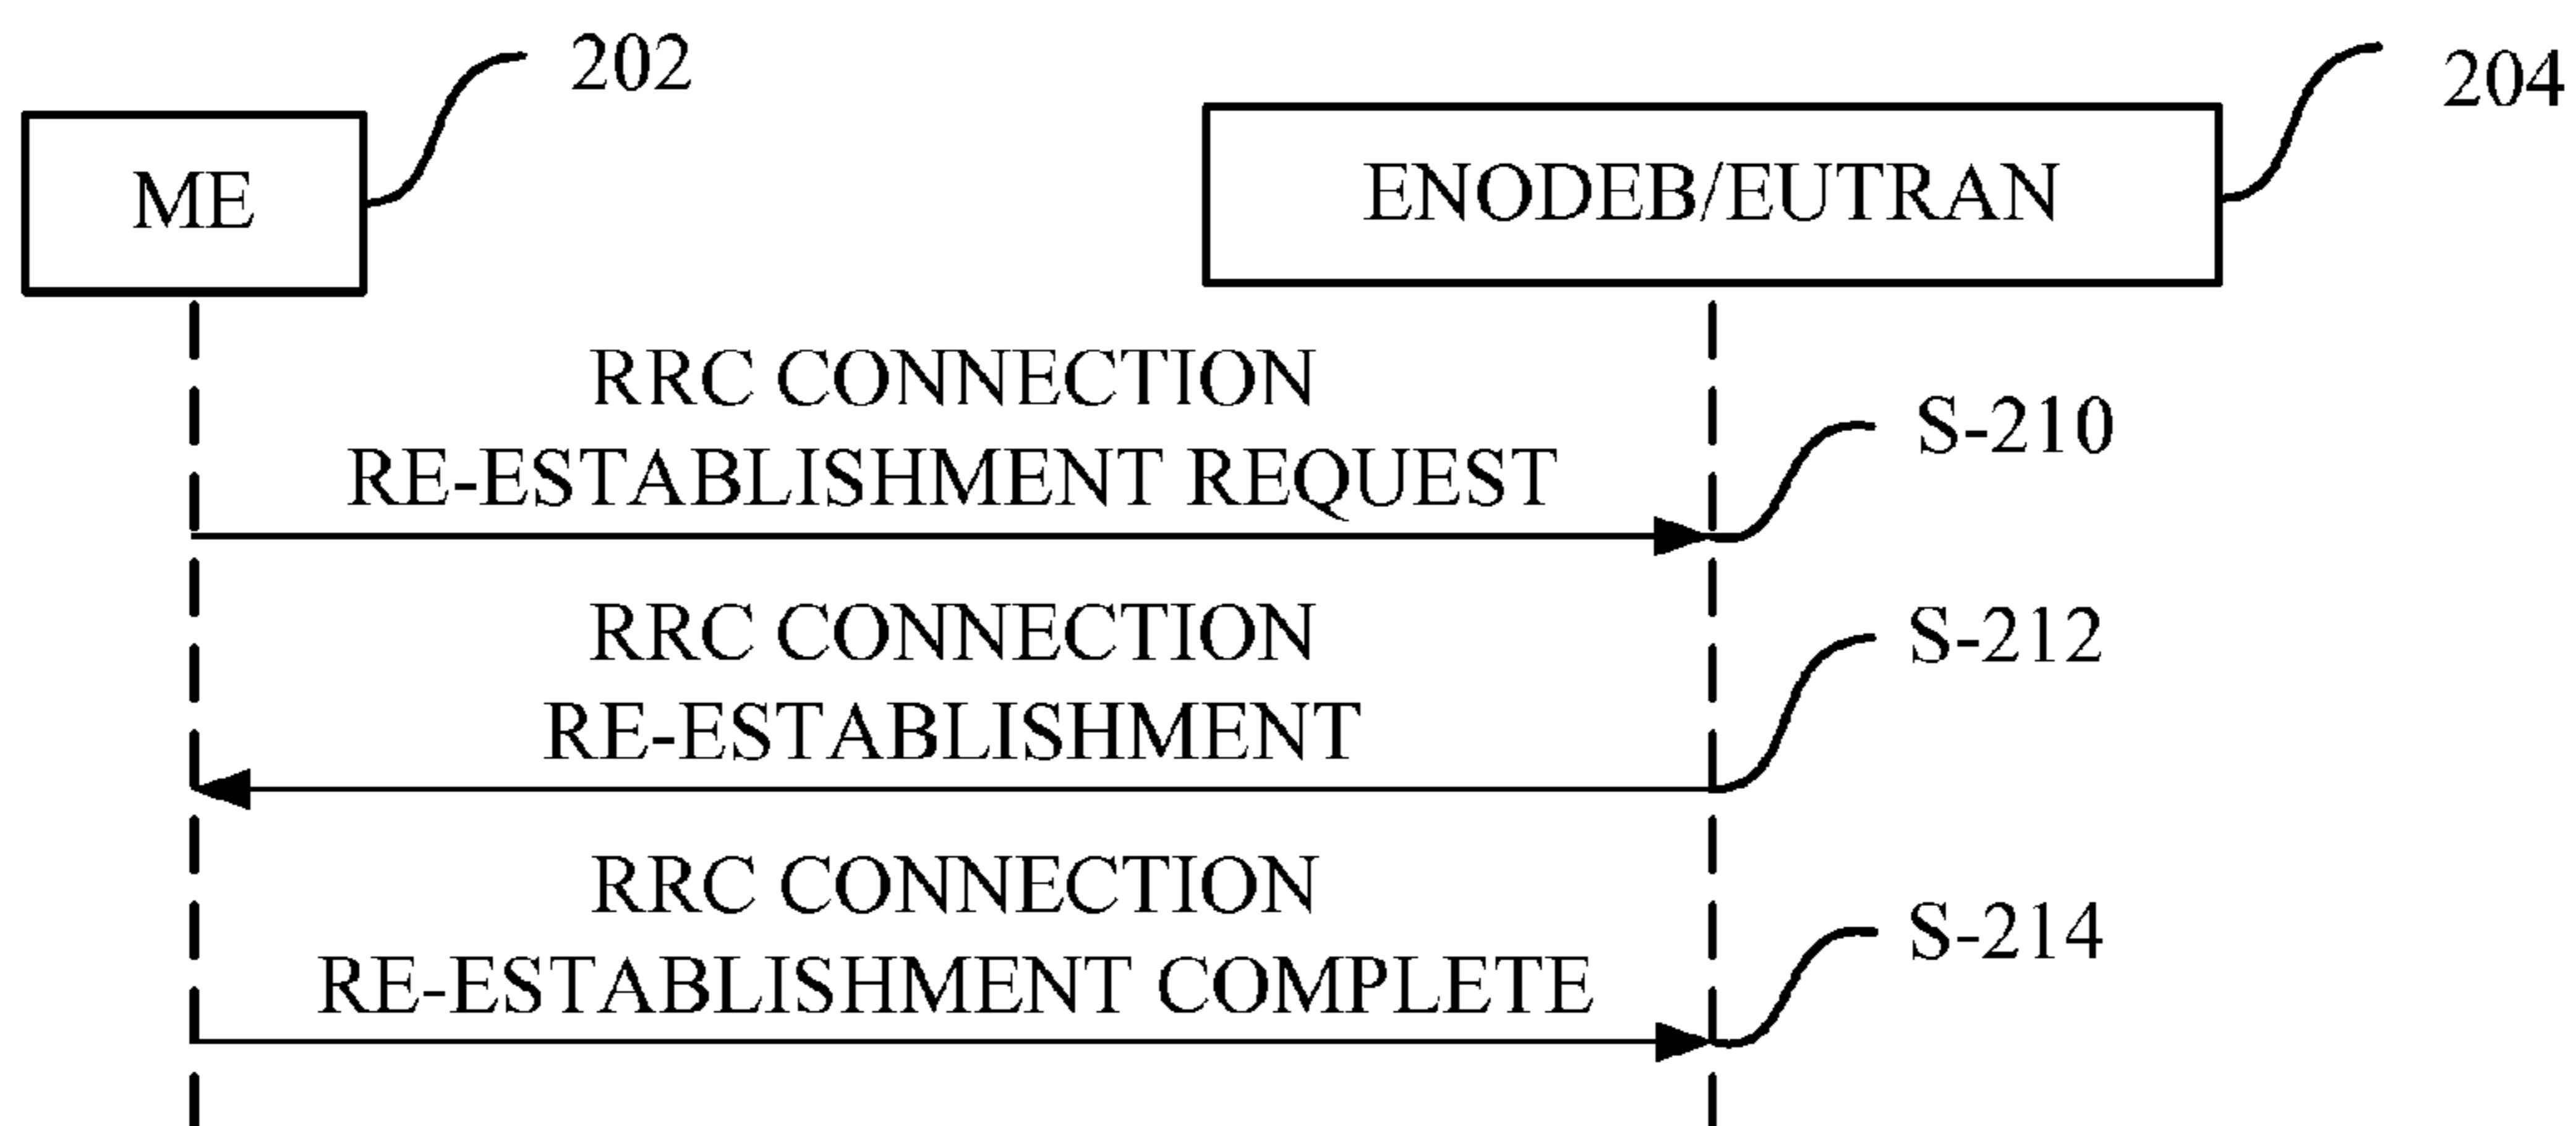 202
204
ME
ENODEB/EUTRAN
RRC CONNECTION
RE-ESTABLISHMENT REQUEST
S-210
RRC CONNECTION
RE-ESTABLISHMENT
S-212
RRC CONNECTION
RE-ESTABLISHMENT COMPLETE
S-214